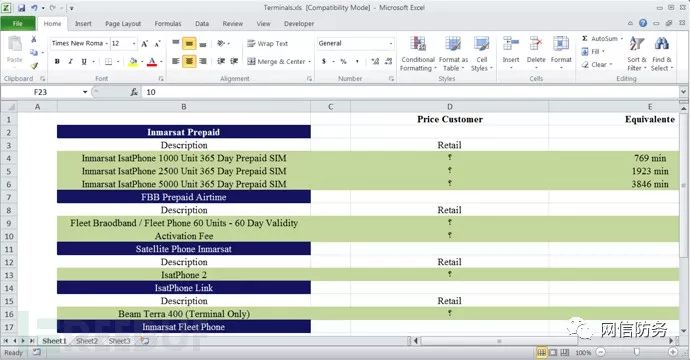 Terminals.xls [Compatibility Mode] - Microsoft Excel
File Home Insert Page Layout Formulas Data Review View
Paste Times New Roma 12 Wrap Text General Conditional Formatting Format as Table Cell Styles Insert Delete Format AutoSum Sort & Filter Find & Select
B I U Merge & Center $ % , Fill
Clear
Clipboard Font Alignment Number Styles Cells Editing
F23 fx 10
A B C D E
1 Price Customer Equivalente
2 Inmarsat Prepaid
3 Description Retail
4 Inmarsat IsatPhone 1000 Unit 365 Day Prepaid SIM ؟ 769 min
5 Inmarsat IsatPhone 2500 Unit 365 Day Prepaid SIM ؟ 1923 min
6 Inmarsat IsatPhone 5000 Unit 365 Day Prepaid SIM ؟ 3846 min
7 FBB Prepaid Airtime
8 Description Retail
9 Fleet Braodband / Fleet Phone 60 Units - 60 Day Validity ؟
10 Activation Fee ؟
11 Satellite Phone Inmarsat
12 Description Retail
13 IsatPhone 2 ؟
14 IsatPhone Link
15 Description Retail
16 Beam Terra 400 (Terminal Only) ؟
17 Inmarsat Fleet Phone
网信防务
Sheet1 Sheet2 Sheet3
Ready 100%